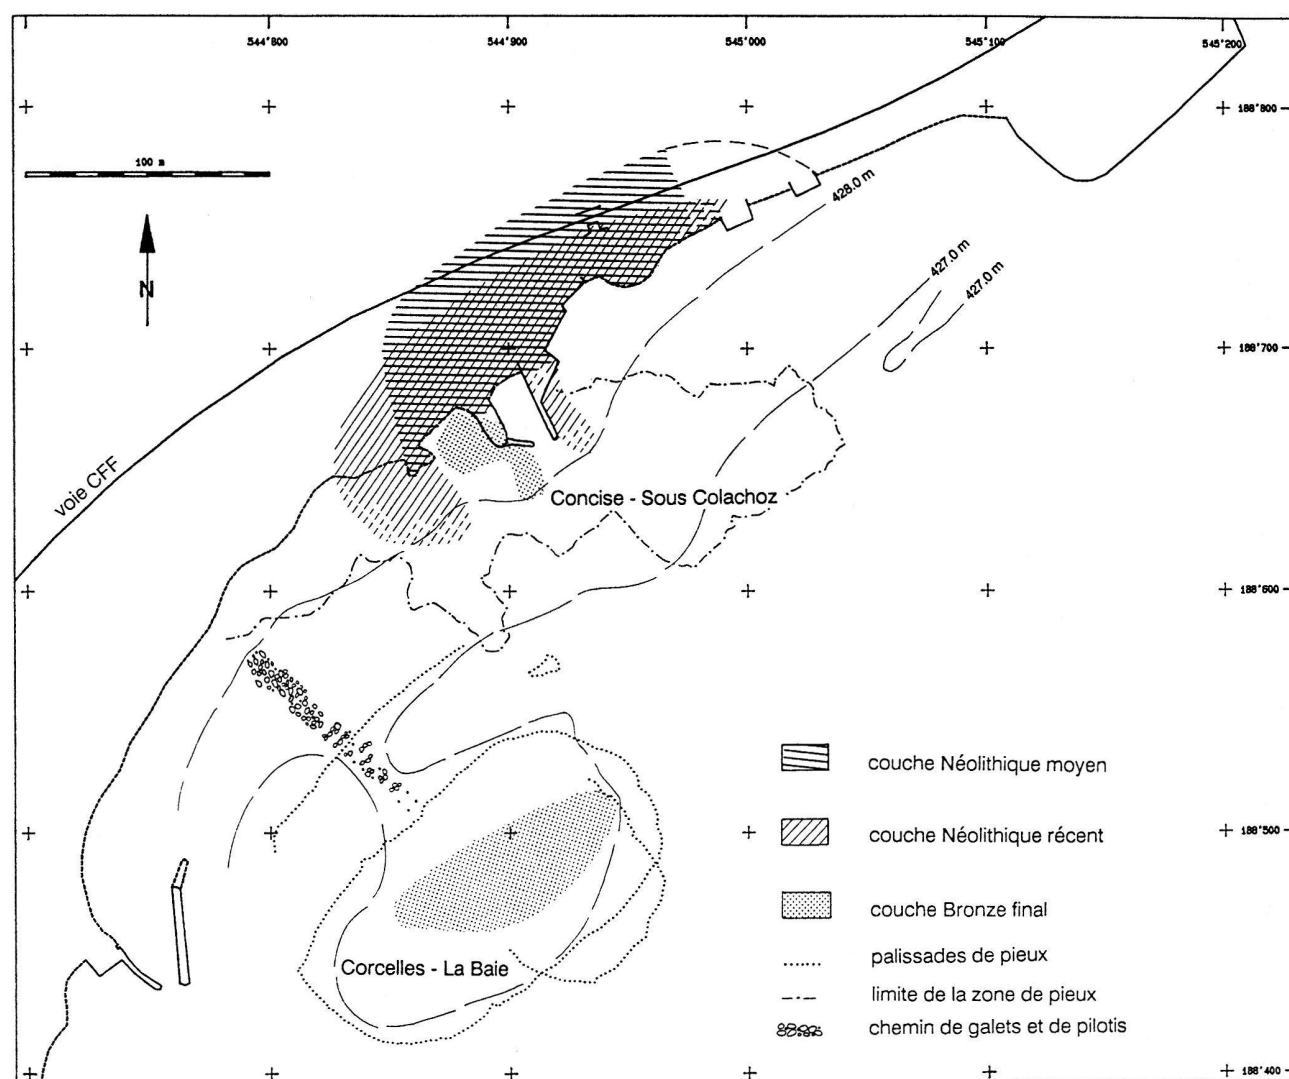 544°800 544°900 545°000 545°100 545°200
188°800
100 m
428.0 m
N
427.0 m
427.0 m
188°700
voie CFF
Concise - Sous Colachoz
188°600
couche Néolithique moyen
couche Néolithique récent
188°500
couche Bronze final
palissades de pieux
Corcelles - La Baie
limite de la zone de pieux
chemin de galets et de pilotis
188°400